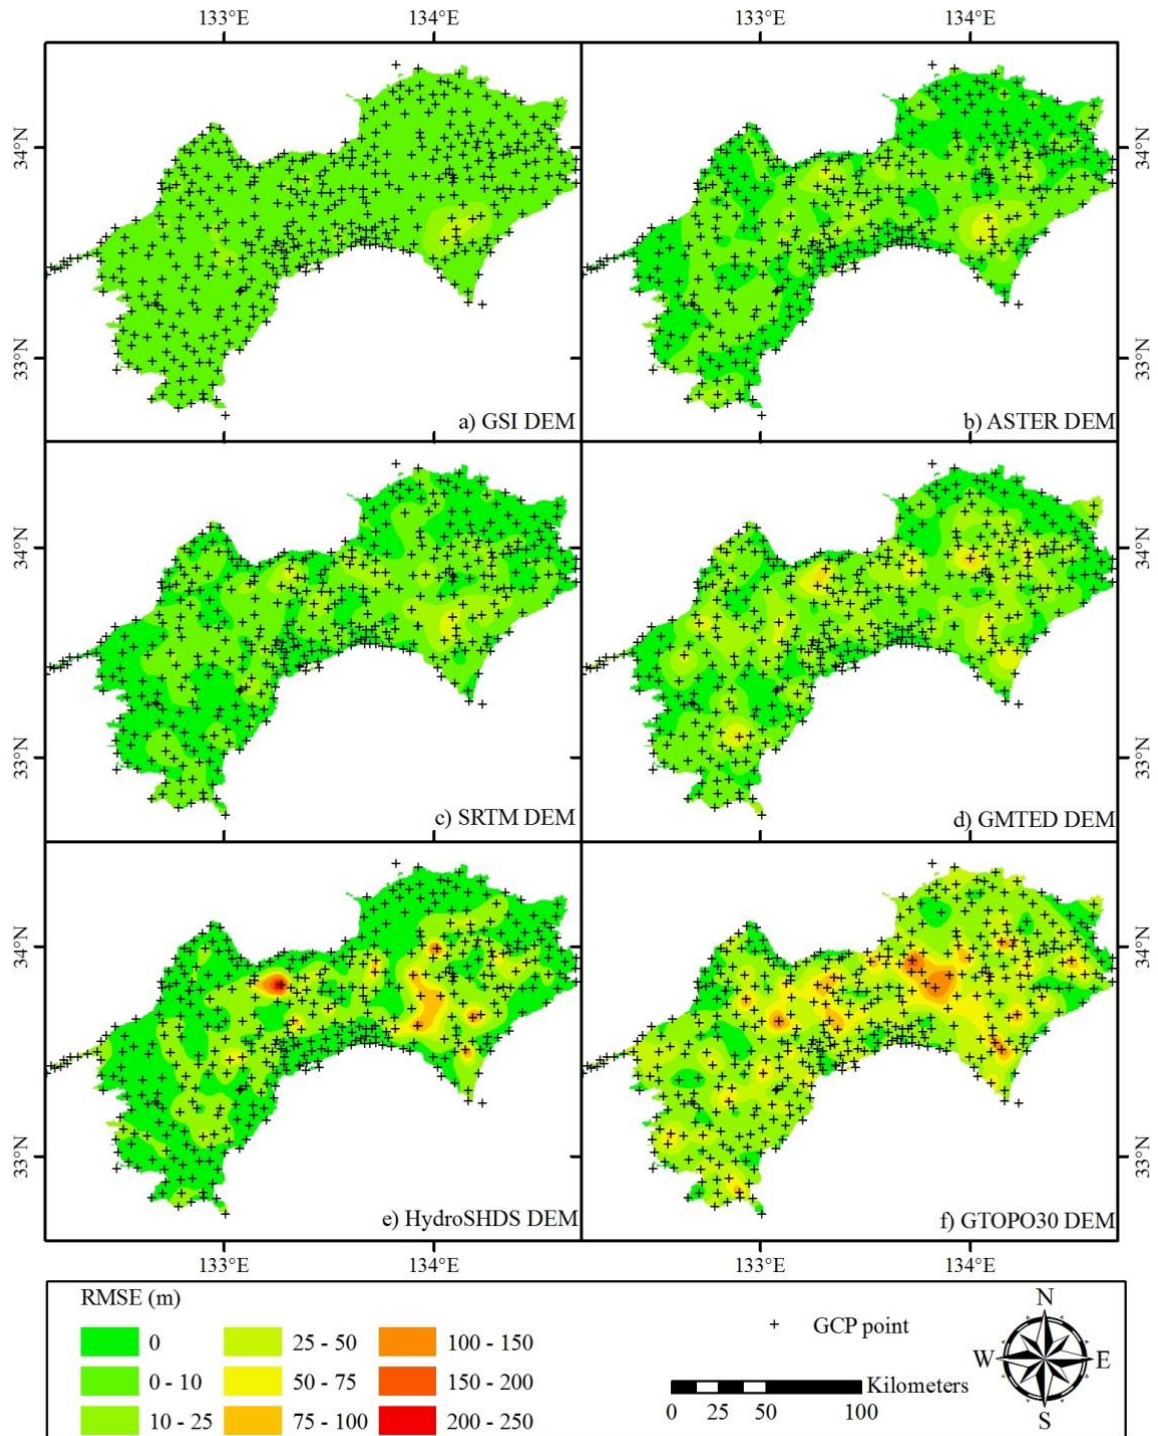 133°E 134°E 133°E 134°E
34°N 34°N
33°N 33°N
a) GSI DEM b) ASTER DEM
34°N 34°N
33°N 33°N
c) SRTM DEM d) GMTED DEM
34°N 34°N
33°N 33°N
e) HydroSHDS DEM f) GTOPO30 DEM
133°E 134°E 133°E 134°E
RMSE (m)
0 25 - 50 100 - 150
0 - 10 50 - 75 150 - 200
10 - 25 75 - 100 200 - 250
+ GCP point
Kilometers
0 25 50 100
N
W E
S